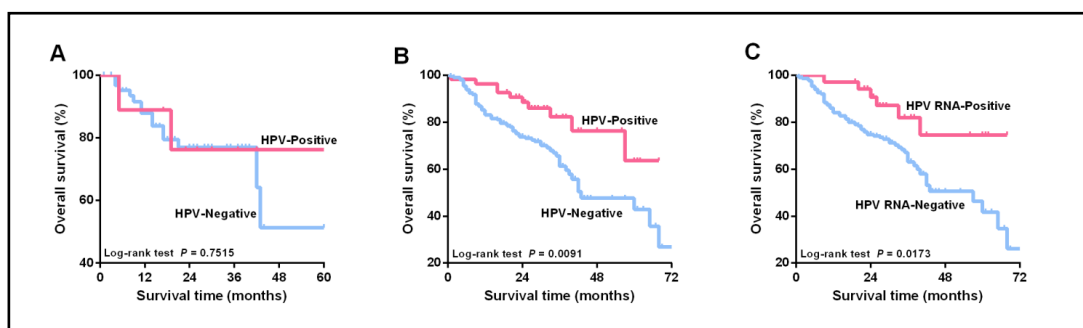 A
Overall survival (%)
100
80
60
40
HPV-Positive
HPV-Negative
Log-rank test P = 0.7515
0 12 24 36 48 60
Survival time (months)
B
Overall survival (%)
100
80
60
40
20
HPV-Positive
HPV-Negative
Log-rank test P = 0.0091
0 24 48 72
Survival time (months)
C
Overall survival (%)
100
80
60
40
20
HPV RNA-Positive
HPV RNA-Negative
Log-rank test P = 0.0173
0 24 48 72
Survival time (months)